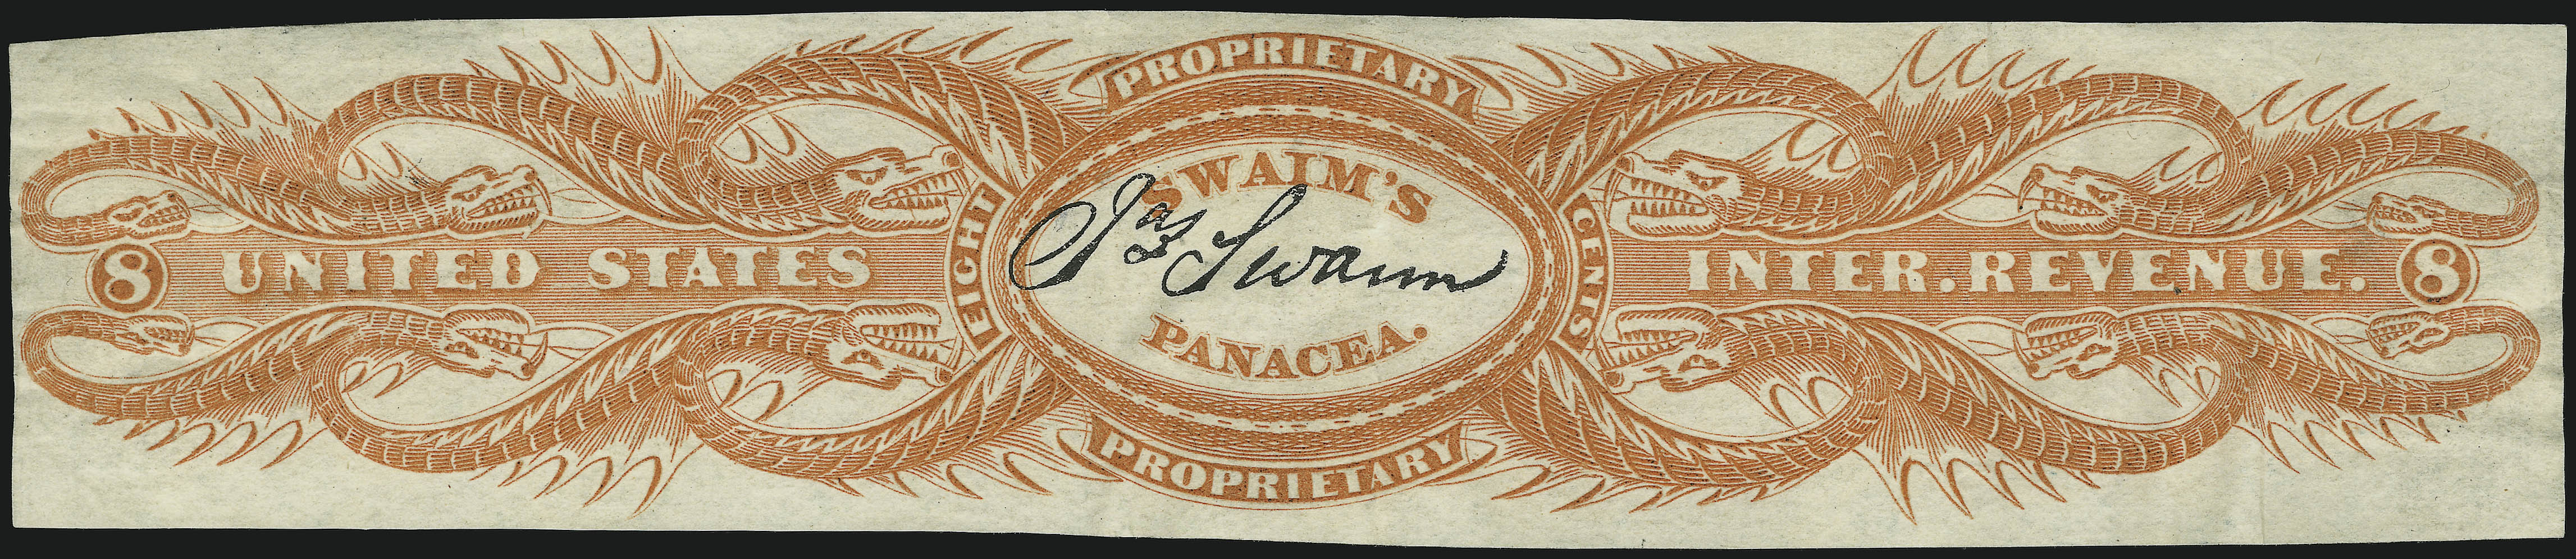 PROPRIETARY
SWAIM'S
Jas Swaim
PANACEA.
EIGHT
CENTS
8 UNITED STATES
INTER. REVENUE. 8
PROPRIETARY